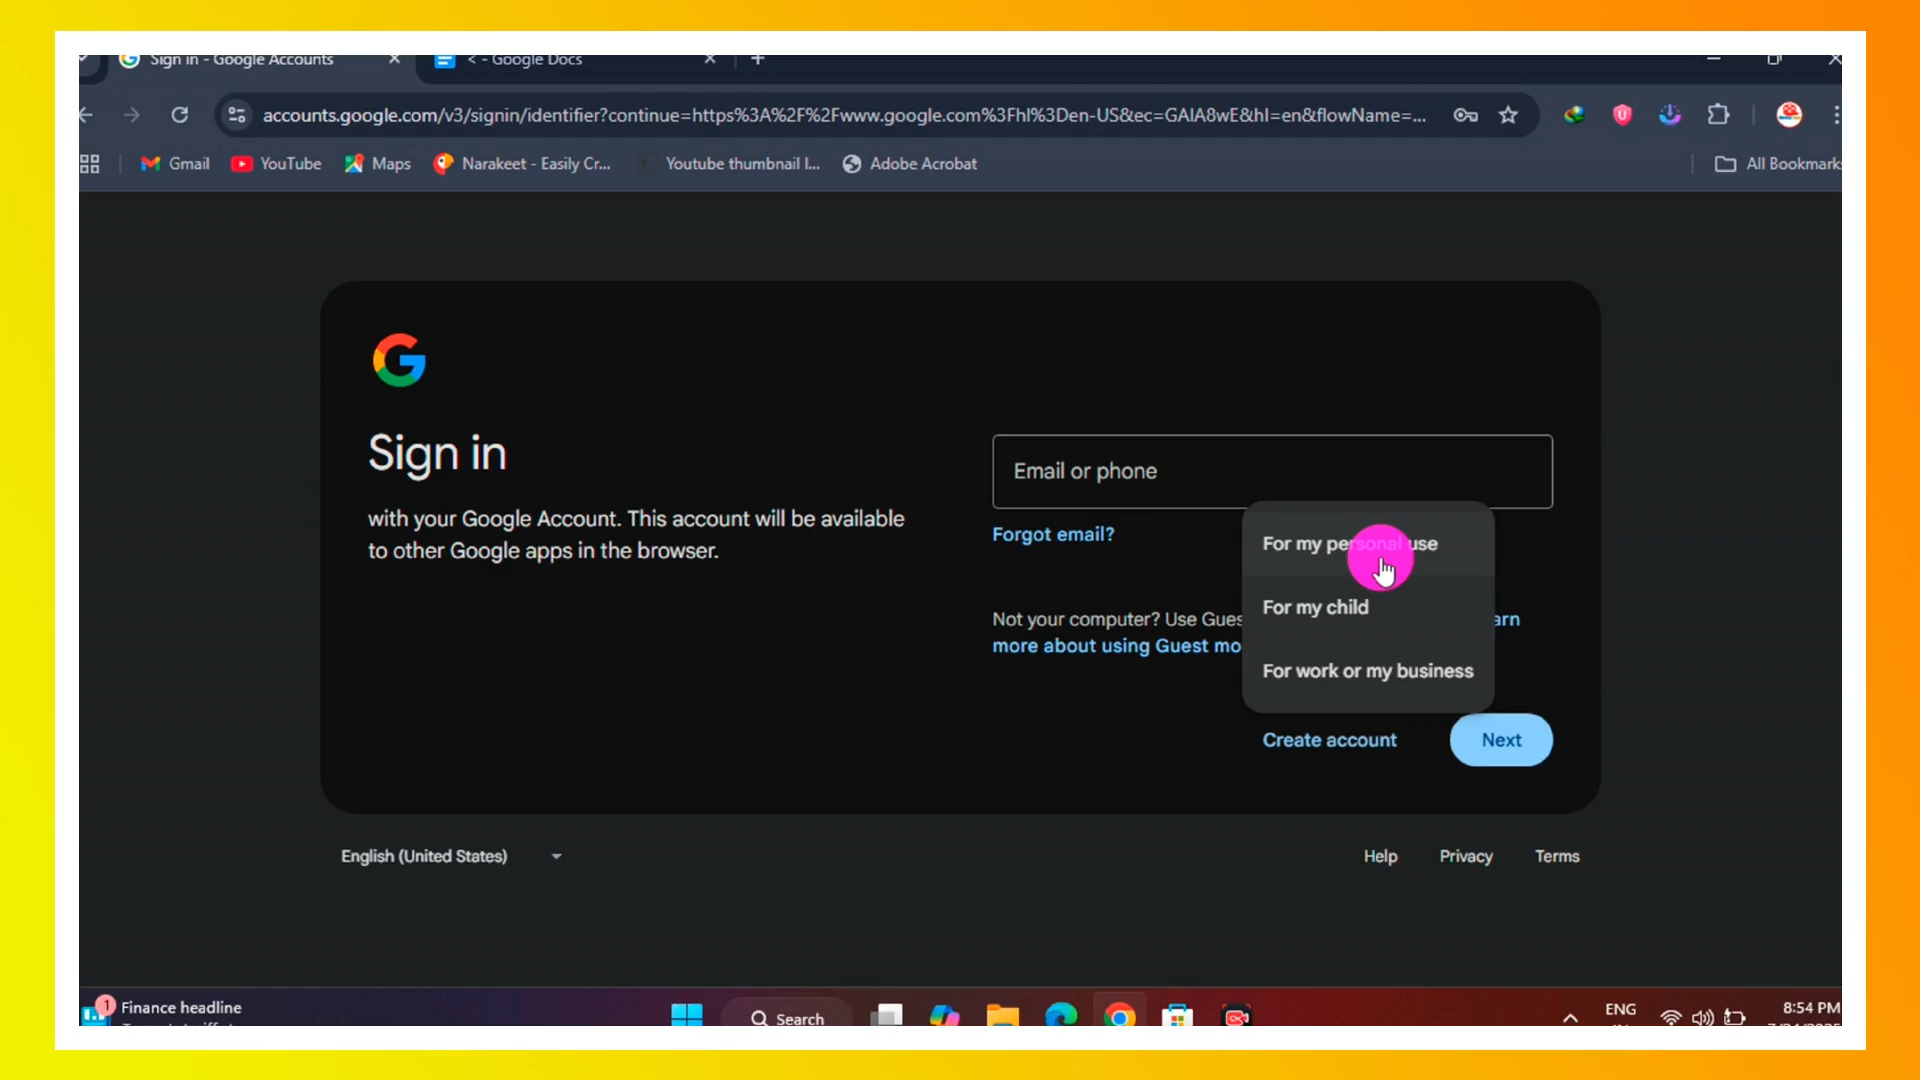 Sign in - Google Accounts
< - Google Docs
accounts.google.com/v3/signin/identifier?continue=https%3A%2F%2Fwww.google.com%3Fhl%3Den-US&ec=GAlA8wE&hl=en&flowName=...
Gmail
YouTube
Maps
Narakeet - Easily Cr...
Youtube thumbnail I...
Adobe Acrobat
All Bookmarks
Sign in
with your Google Account. This account will be available
to other Google apps in the browser.
Email or phone
Forgot email?
For my personal use
For my child
For work or my business
Not your computer? Use Gues
arn
more about using Guest mo
Create account
Next
English (United States)
Help
Privacy
Terms
1
Finance headline
Search
ENG
8:54 PM